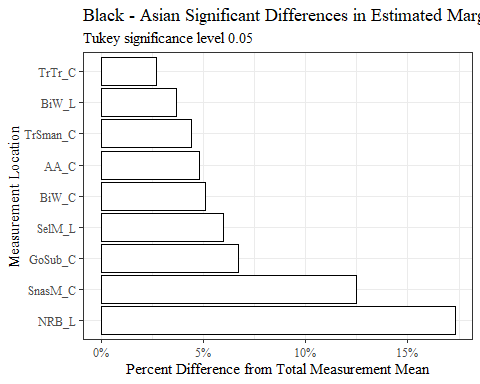 Black - Asian Significant Differences in Estimated
Tukey significance level 0.05
Measurement Location
TrTr_C
BiW_L
TrSman_C
AA_C
BiW_C
SelM_L
GoSub_C
SnasM_C
NRB_L
0%
5%
10%
15%
Percent Difference from Total Measurement Mean